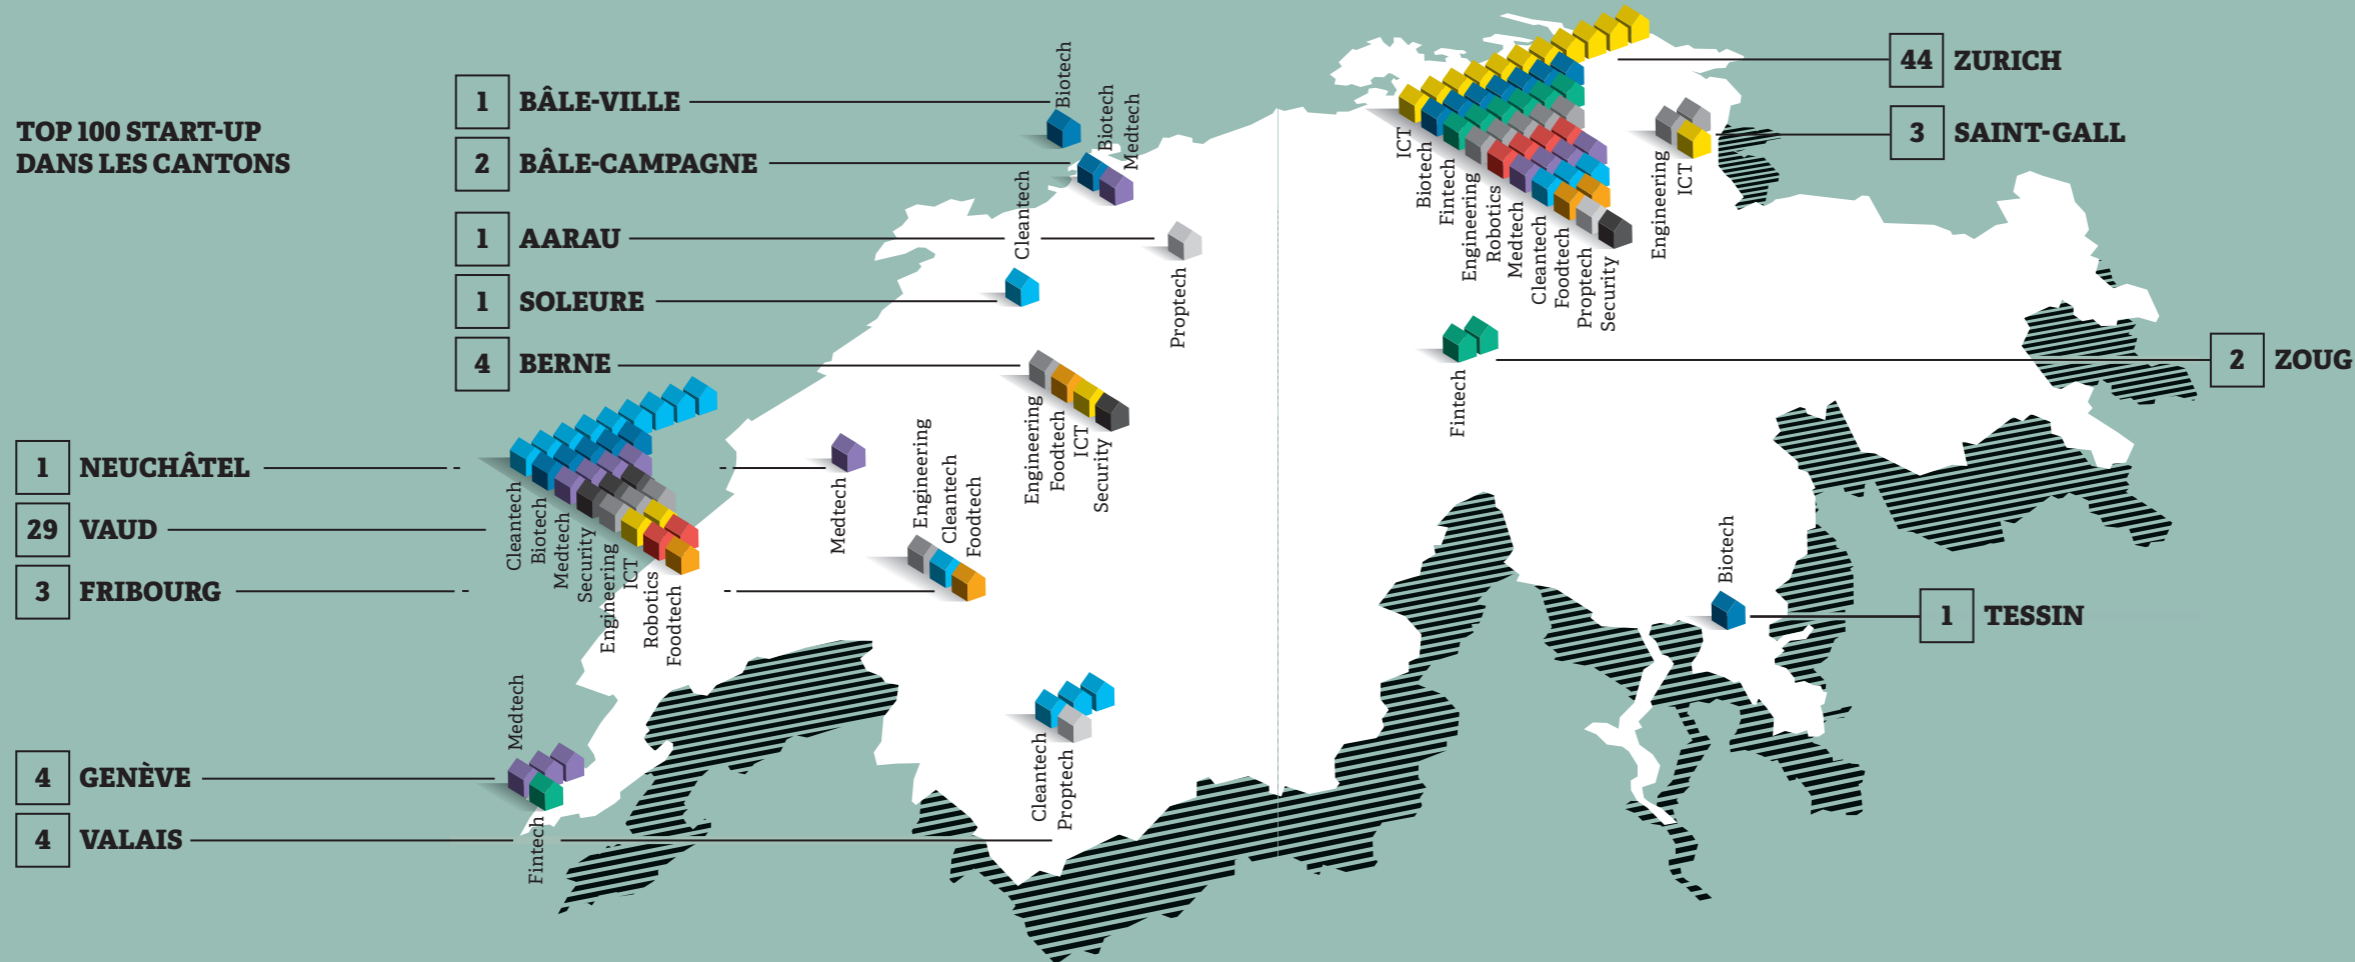 TOP 100 START-UP
DANS LES CANTONS
1 BÂLE-VILLE
Biotech
2 BÂLE-CAMPAGNE
Biotech
Medtech
1 AARAU
Proptech
1 SOLEURE
Cleantech
4 BERNE
Engineering
Foodtech
ICT
Security
1 NEUCHÂTEL
Medtech
29 VAUD
Cleantech
Biotech
Medtech
Security
Engineering
ICT
Robotics
Foodtech
3 FRIBOURG
Engineering
Cleantech
Foodtech
4 GENÈVE
Medtech
Fintech
4 VALAIS
Cleantech
Proptech
44 ZURICH
ICT
Biotech
Fintech
Engineering
Robotics
Medtech
Cleantech
Foodtech
Proptech
Security
3 SAINT-GALL
Engineering
ICT
2 ZOUG
Fintech
1 TESSIN
Biotech